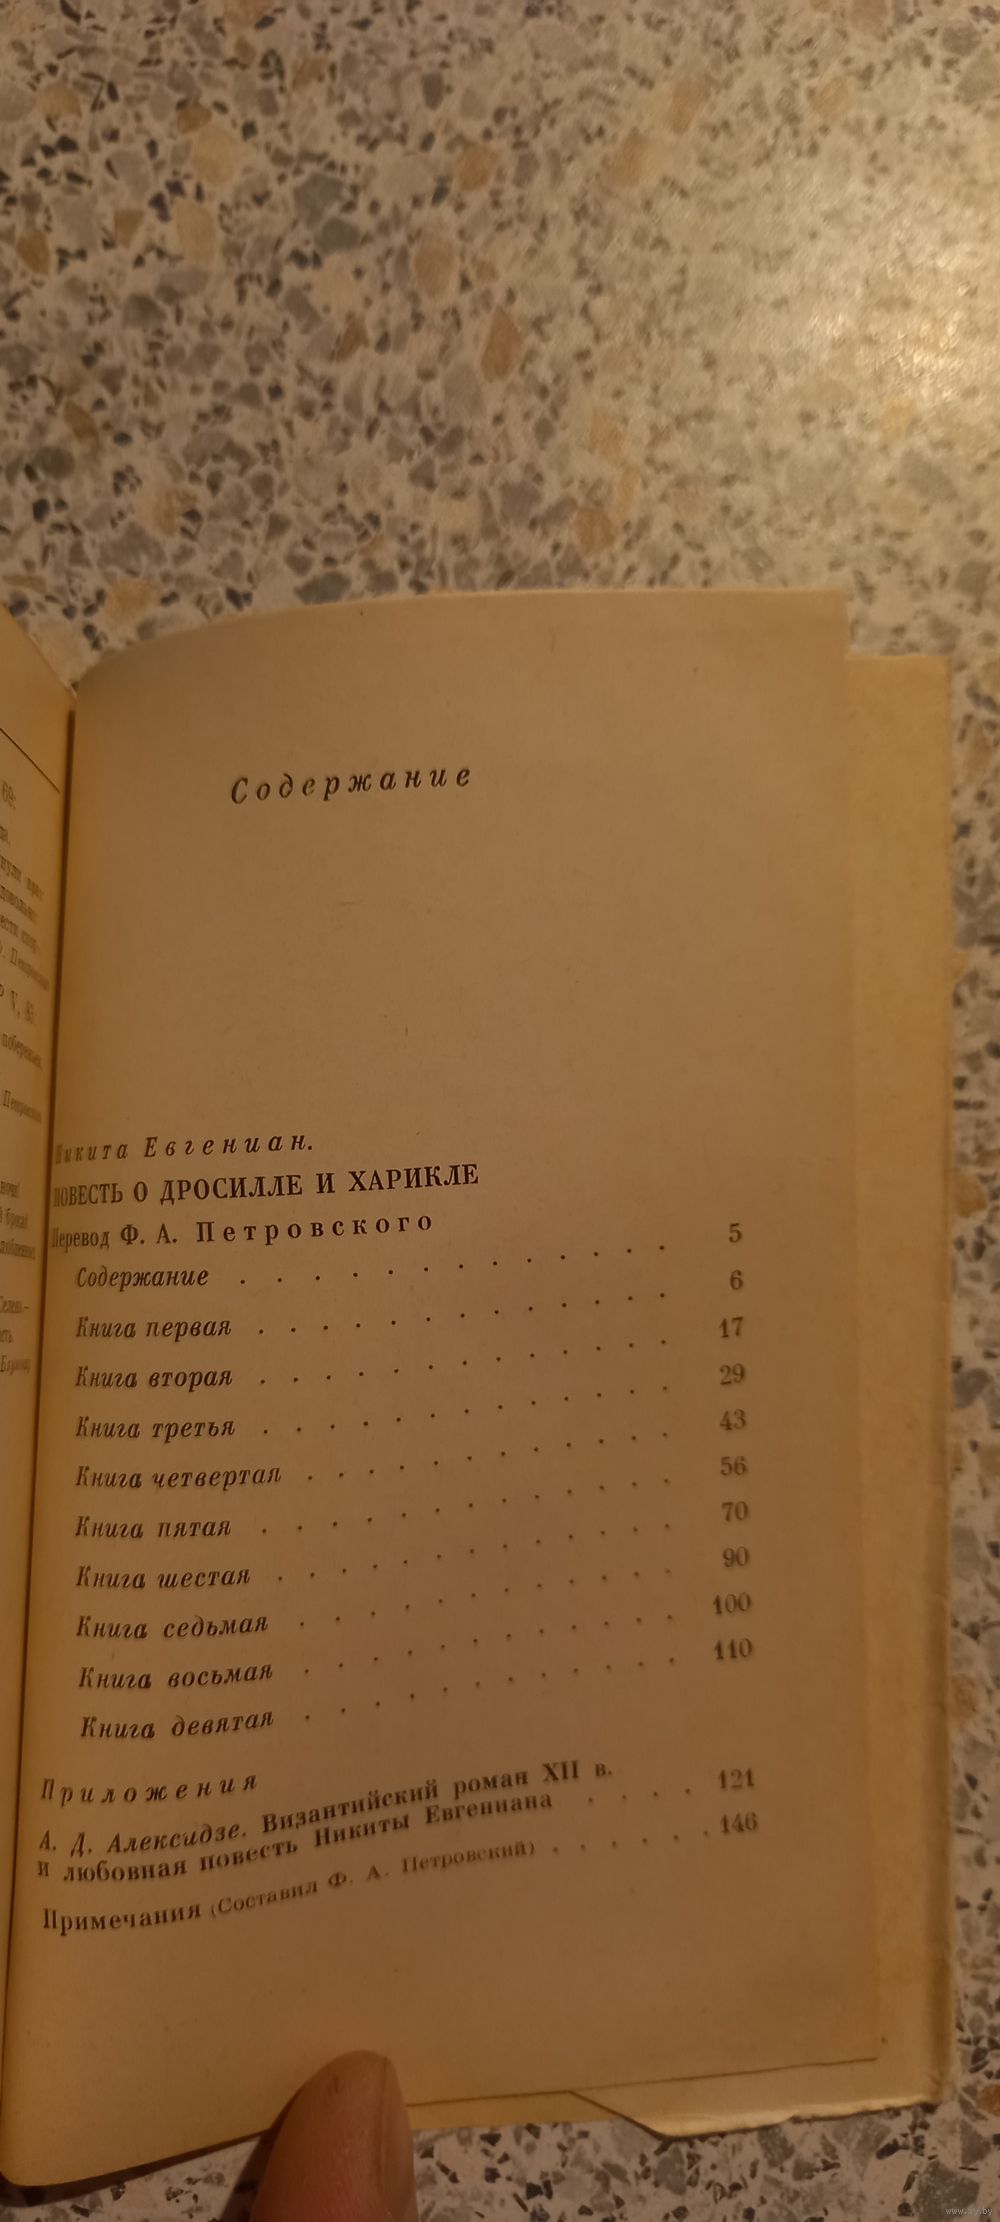 Содержание
Никита Евгениан.
ПОВЕСТЬ О ДРОСИЛЛЕ И ХАРИКЛЕ
Перевод Ф. А. Петровского
Содержание . . . . . . . . . . . . 5
Книга первая . . . . . . . . . . . . 6
Книга вторая . . . . . . . . . . . . 17
Книга третья . . . . . . . . . . . . 29
Книга четвертая . . . . . . . . . . . 43
Книга пятая . . . . . . . . . . . . 56
Книга шестая . . . . . . . . . . . . 70
Книга седьмая . . . . . . . . . . . 90
Книга восьмая . . . . . . . . . . . 100
Книга девятая . . . . . . . . . . . 110
Приложения
А. Д. Алексидзе. Византийский роман XII в.
и любовная повесть Никиты Евгениана . . . . 121
Примечания (Составил Ф. А. Петровский) . . . . . . 146